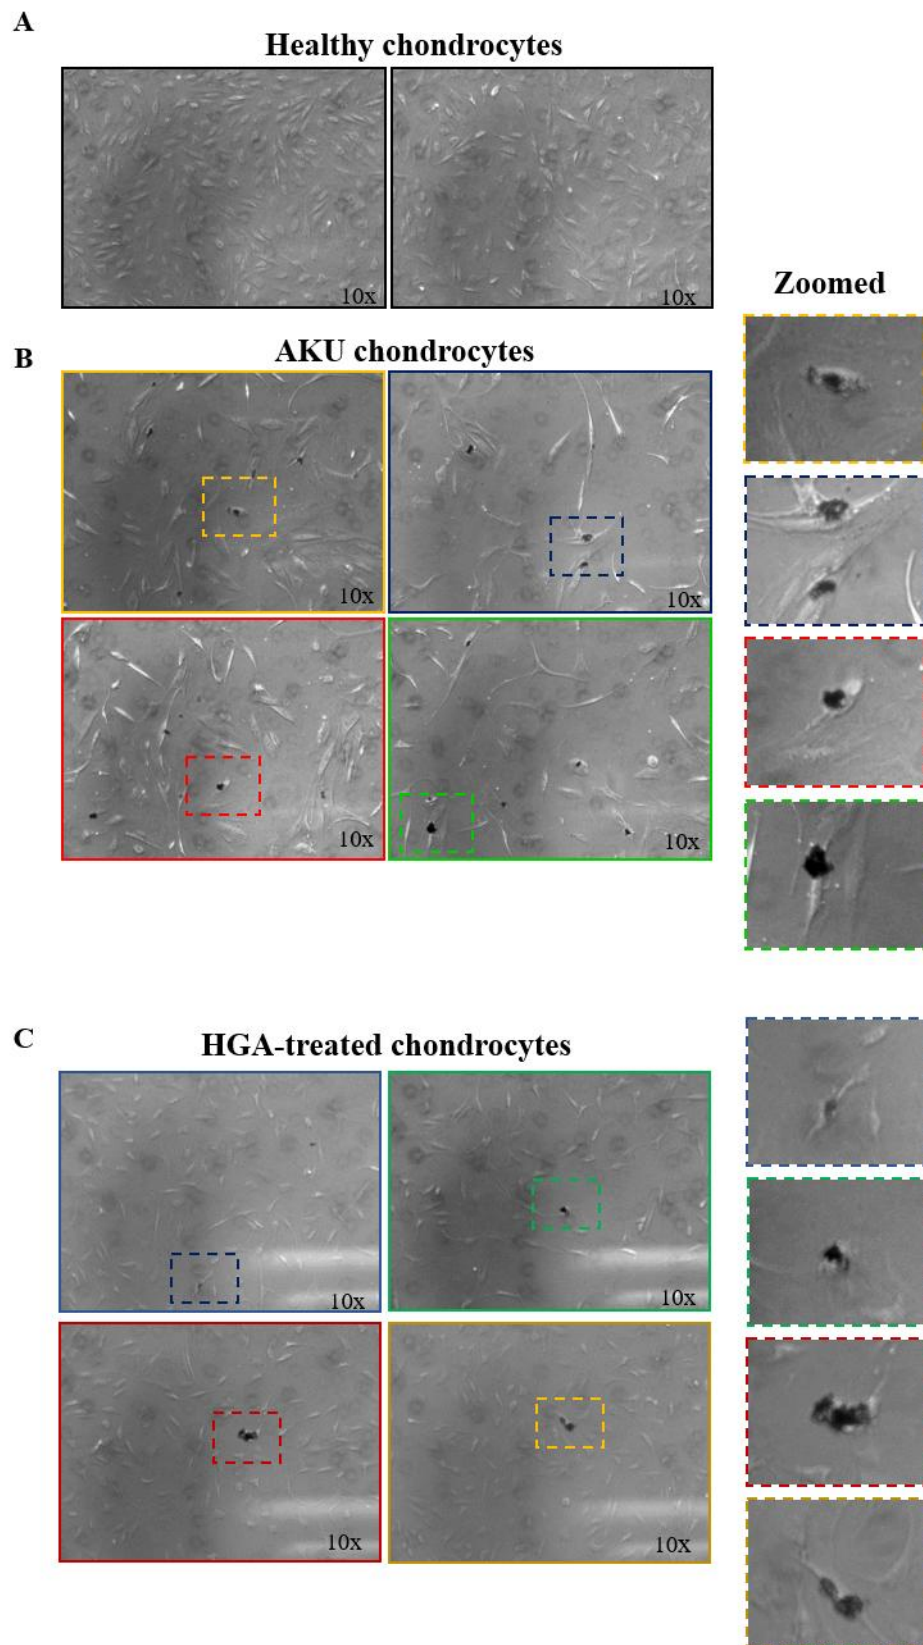 A
Healthy chondrocytes
10x
10x
Zoomed
B
AKU chondrocytes
10x
10x
10x
10x
C
HGA-treated chondrocytes
10x
10x
10x
10x